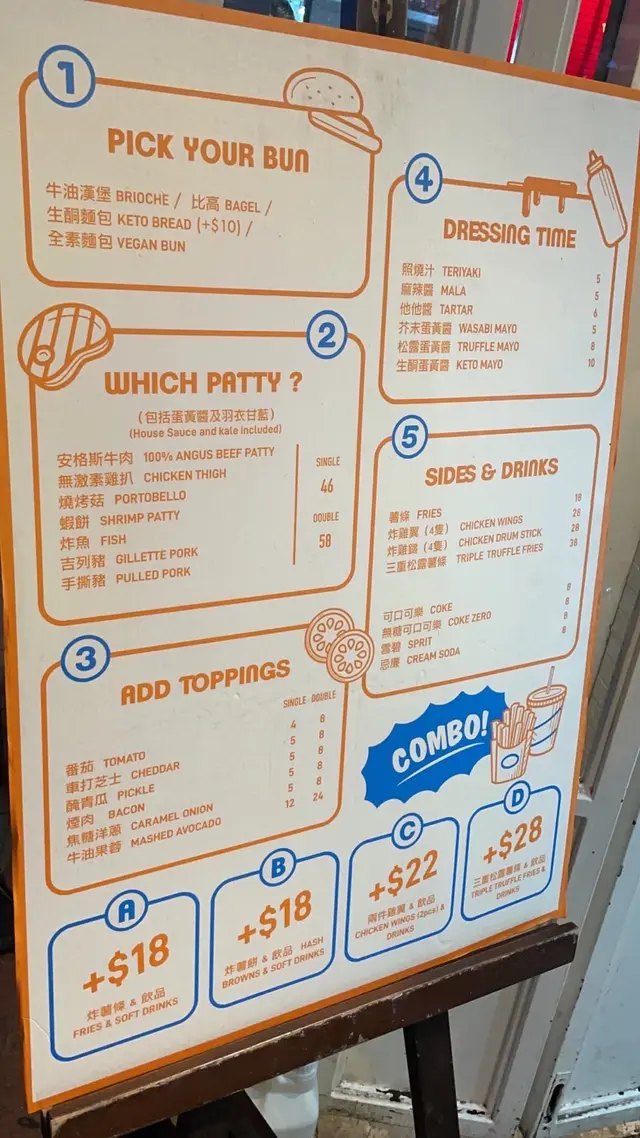 1
PICK YOUR BUN
牛油漢堡 BRIOCHE / 比高 BAGEL /
生酮麵包 KETO BREAD (+$10) /
全素麵包 VEGAN BUN
2
WHICH PATTY ?
(包括蛋黃醬及羽衣甘藍)
(House Sauce and kale included)
安格斯牛肉 100% ANGUS BEEF PATTY
無激素雞扒 CHICKEN THIGH
燒烤菇 PORTOBELLO
蝦餅 SHRIMP PATTY
炸魚 FISH
吉列豬 GILLETTE PORK
手撕豬 PULLED PORK
SINGLE
46
DOUBLE
58
3
ADD TOPPINGS
SINGLE DOUBLE
番茄 TOMATO 4 8
車打芝士 CHEDDAR 5 8
醃青瓜 PICKLE 5 8
煙肉 BACON 5 8
焦糖洋蔥 CARAMEL ONION 5 8
牛油果蓉 MASHED AVOCADO 12 24
4
DRESSING TIME
照燒汁 TERIYAKI 5
麻辣醬 MALA 5
他他醬 TARTAR 6
芥末蛋黃醬 WASABI MAYO 5
松露蛋黃醬 TRUFFLE MAYO 8
生酮蛋黃醬 KETO MAYO 10
5
SIDES & DRINKS
薯條 FRIES 18
炸雞翼 (4隻) CHICKEN WINGS 28
炸雞鎚 (4隻) CHICKEN DRUM STICK 28
三重松露薯條 TRIPLE TRUFFLE FRIES 38
可口可樂 COKE 8
無糖可口可樂 COKE ZERO 8
雪碧 SPRIT 8
忌廉 CREAM SODA 8
COMBO!
A
+$18
炸薯條 & 飲品
FRIES & SOFT DRINKS
B
+$18
炸薯餅 & 飲品 HASH
BROWNS & SOFT DRINKS
C
+$22
兩件雞翼 & 飲品
CHICKEN WINGS (2pcs) &
DRINKS
D
+$28
三重松露薯條 & 飲品
TRIPLE TRUFFLE FRIES &
DRINKS